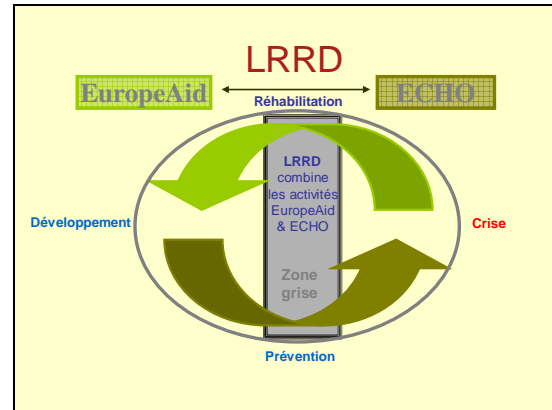 LRRD
EuropeAid
ECHO
Réhabilitation
LRRD
combine
les activités
EuropeAid
& ECHO
Développement
Crise
Zone
grise
Prévention